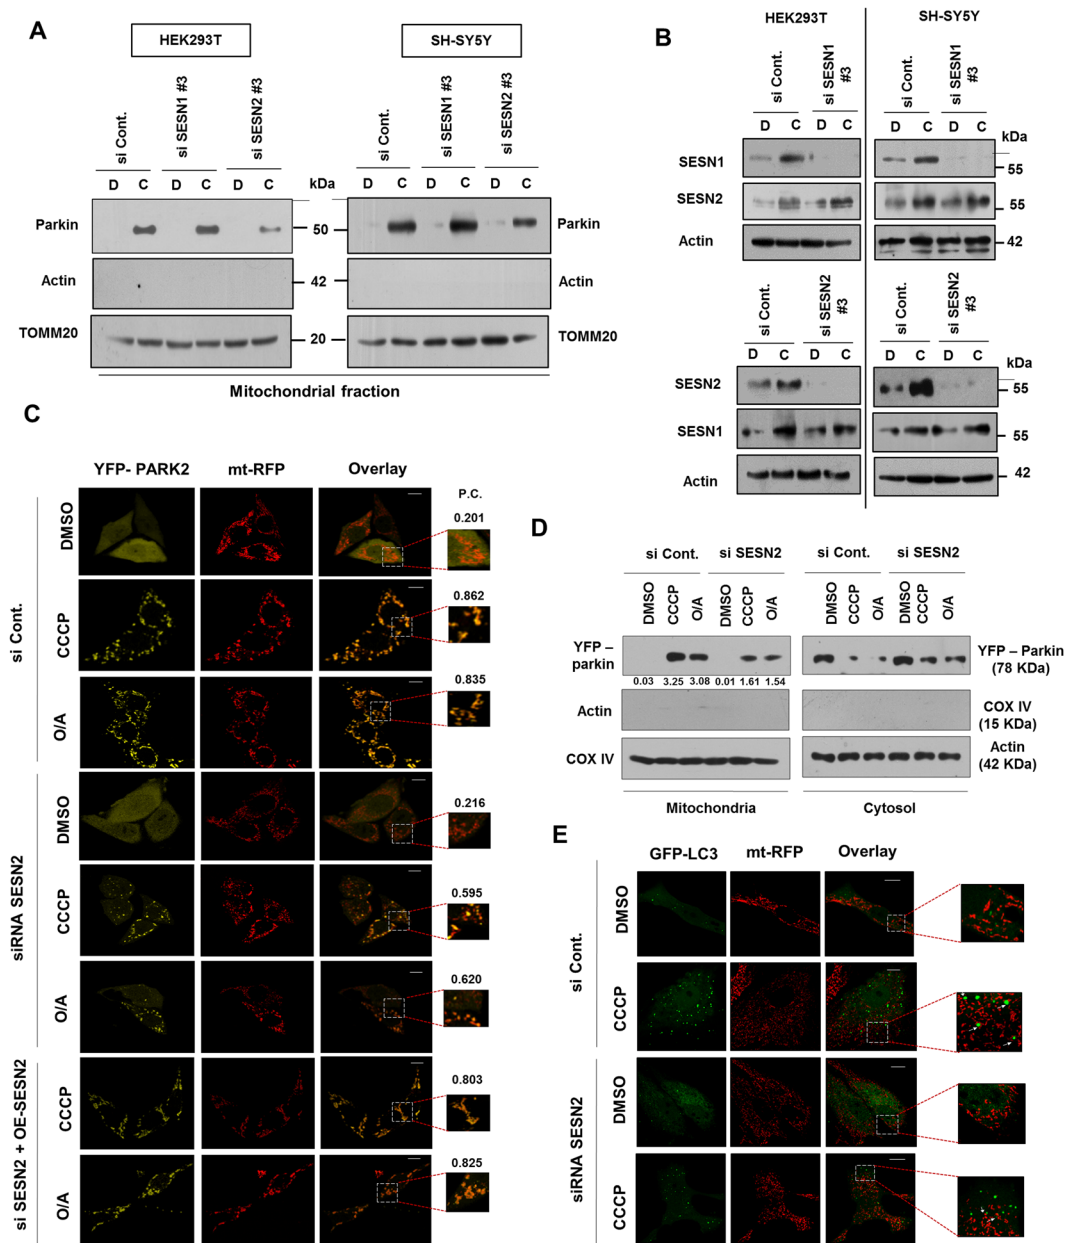 A
HEK293T
SH-SY5Y
si Cont.
si SESN1 #3
si SESN2 #3
si Cont.
si SESN1 #3
si SESN2 #3
D C D C D C kDa D C D C D C
Parkin 50 Parkin
Actin 42 Actin
TOMM20 20 TOMM20
Mitochondrial fraction
B
HEK293T SH-SY5Y
si Cont.
si SESN1 #3
si Cont.
si SESN1 #3
D C D C D C D C kDa
SESN1 55
SESN2 55
Actin 42
si Cont.
si SESN2 #3
si Cont.
si SESN2 #3
D C D C D C D C kDa
SESN2 55
SESN1 55
Actin 42
C
YFP- PARK2 mt-RFP Overlay
P.C.
si Cont.
DMSO 0.201
CCCP 0.862
O/A 0.835
siRNA SESN2
DMSO 0.216
CCCP 0.595
O/A 0.620
si SESN2 + OE-SESN2
CCCP 0.803
O/A 0.825
D
si Cont. si SESN2 si Cont. si SESN2
DMSO CCCP O/A DMSO CCCP O/A DMSO CCCP O/A DMSO CCCP O/A
YFP – parkin
YFP – Parkin (78 KDa)
0.03 3.25 3.08 0.01 1.61 1.54
Actin
COX IV (15 KDa)
COX IV
Actin (42 KDa)
Mitochondria Cytosol
E
GFP-LC3 mt-RFP Overlay
si Cont.
DMSO
CCCP
siRNA SESN2
DMSO
CCCP